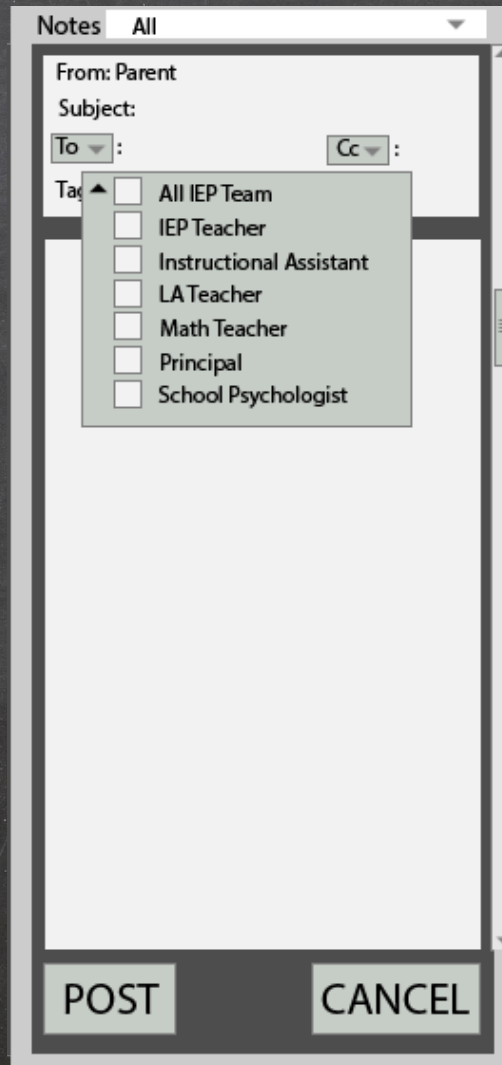 Notes All
From: Parent
Subject:
To : Cc :
All IEP Team
IEP Teacher
Instructional Assistant
LA Teacher
Math Teacher
Principal
School Psychologist
POST CANCEL